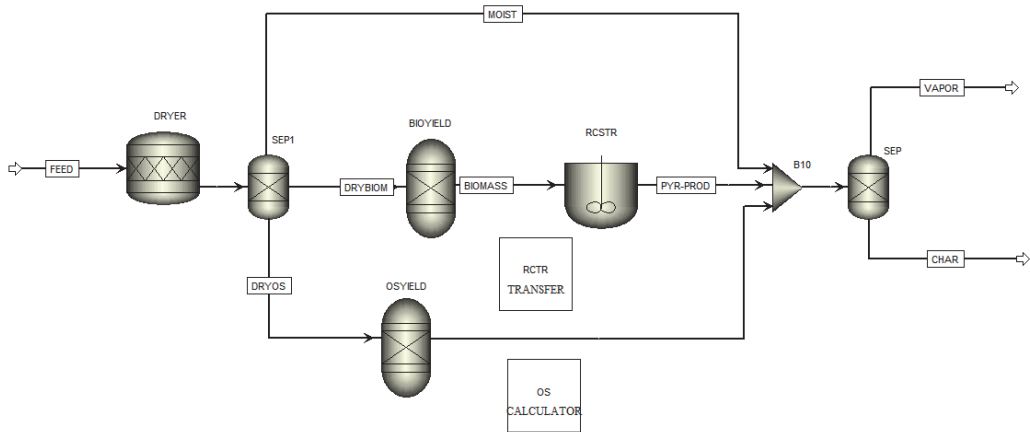 MOIST
VAPOR
DRYER
BIOYIELD
RCSTR
SEP1
SEP
B10
FEED
DRYBIOM
BIOMASS
PYR-PROD
CHAR
RCTR
TRANSFER
DRYOS
OSYIELD
OS
CALCULATOR